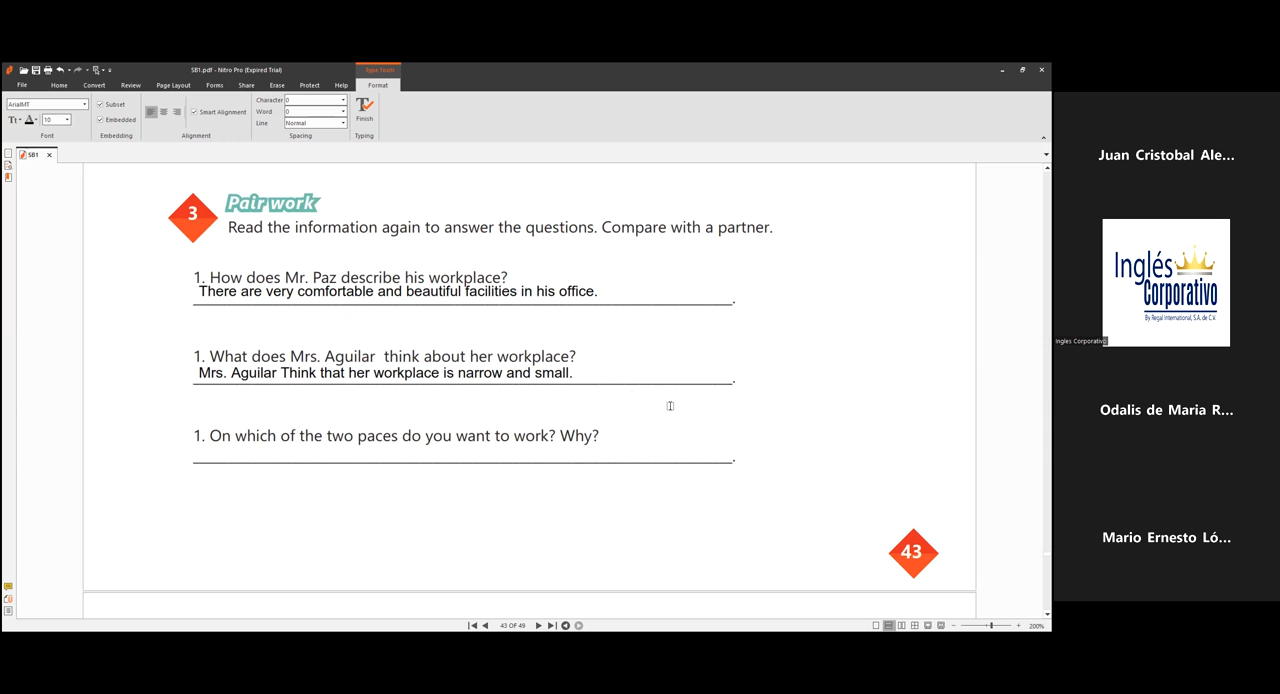 SB1.pdf - Nitro Pro (Expired Trial)
Type Touch
File Home Convert Review Page Layout Forms Share Erase Protect Help Format
ArialMT
Subset
Character 0
Word 0
Line Normal
Smart Alignment
10
Embedded
Finish
Font Embedding Alignment Spacing Typing
SB1
3
Pair work
Read the information again to answer the questions. Compare with a partner.
1. How does Mr. Paz describe his workplace?
There are very comfortable and beautiful facilities in his office.
1. What does Mrs. Aguilar think about her workplace?
Mrs. Aguilar Think that her workplace is narrow and small.
1. On which of the two paces do you want to work? Why?
43
43 OF 49
200%
Juan Cristobal Ale...
Inglés
Corporativo
By Regal International, S.A. de C.V.
Ingles Corporativo
Odalis de Maria R...
Mario Ernesto Ló...